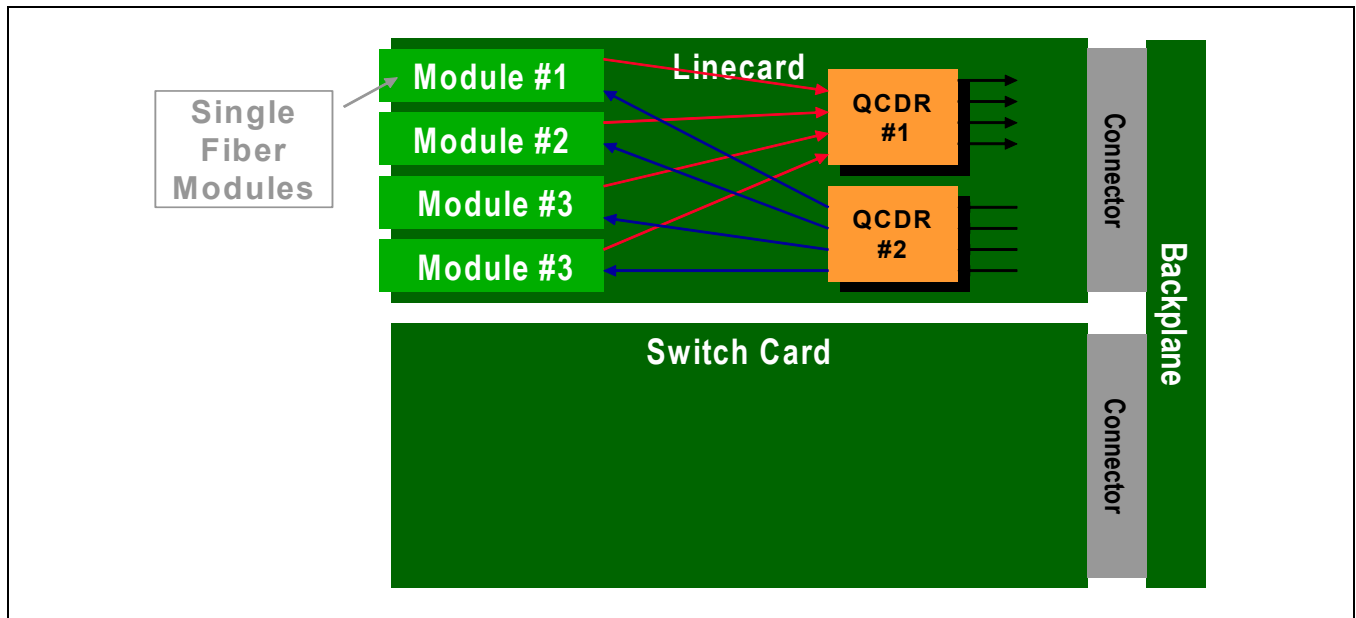 Linecard
Module #1
Module #2
Module #3
Module #3
Single
Fiber
Modules
QCDR
#1
QCDR
#2
Connector
Backplane
Switch Card
Connector